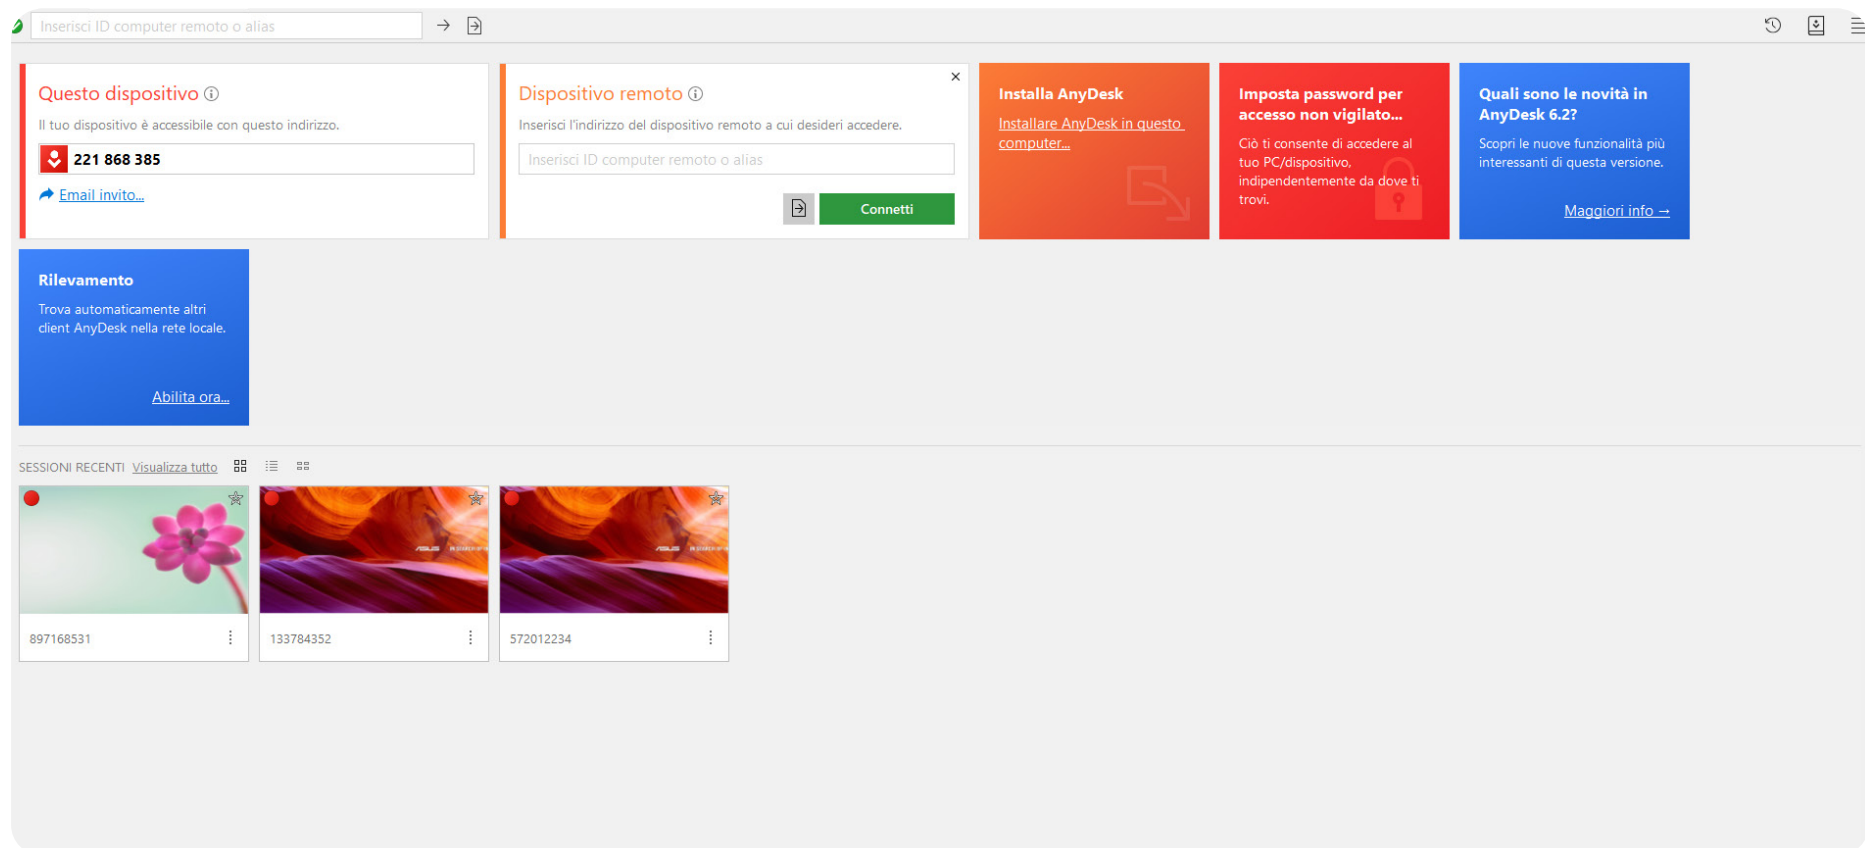 Inserisci ID computer remoto o alias
Questo dispositivo
Il tuo dispositivo è accessibile con questo indirizzo.
221 868 385
Email invito...
Dispositivo remoto
Inserisci l'indirizzo del dispositivo remoto a cui desideri accedere.
Inserisci ID computer remoto o alias
Connetti
Installa AnyDesk
Installare AnyDesk in questo
computer...
Imposta password per
accesso non vigilato...
Ciò ti consente di accedere al
tuo PC/dispositivo,
indipendentemente da dove ti
trovi.
Quali sono le novità in
AnyDesk 6.2?
Scopri le nuove funzionalità più
interessanti di questa versione.
Maggiori info →
Rilevamento
Trova automaticamente altri
client AnyDesk nella rete locale.
Abilita ora...
SESSIONI RECENTI Visualizza tutto
ASUS
ASUS
897168531
133784352
572012234